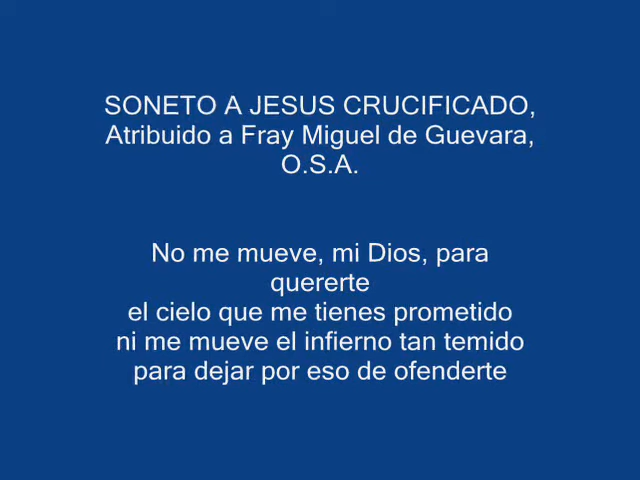 SONETO A JESUS CRUCIFICADO,
Atribuido a Fray Miguel de Guevara,
O.S.A.
No me mueve, mi Dios, para
quererte
el cielo que me tienes prometido
ni me mueve el infierno tan temido
para dejar por eso de ofenderte